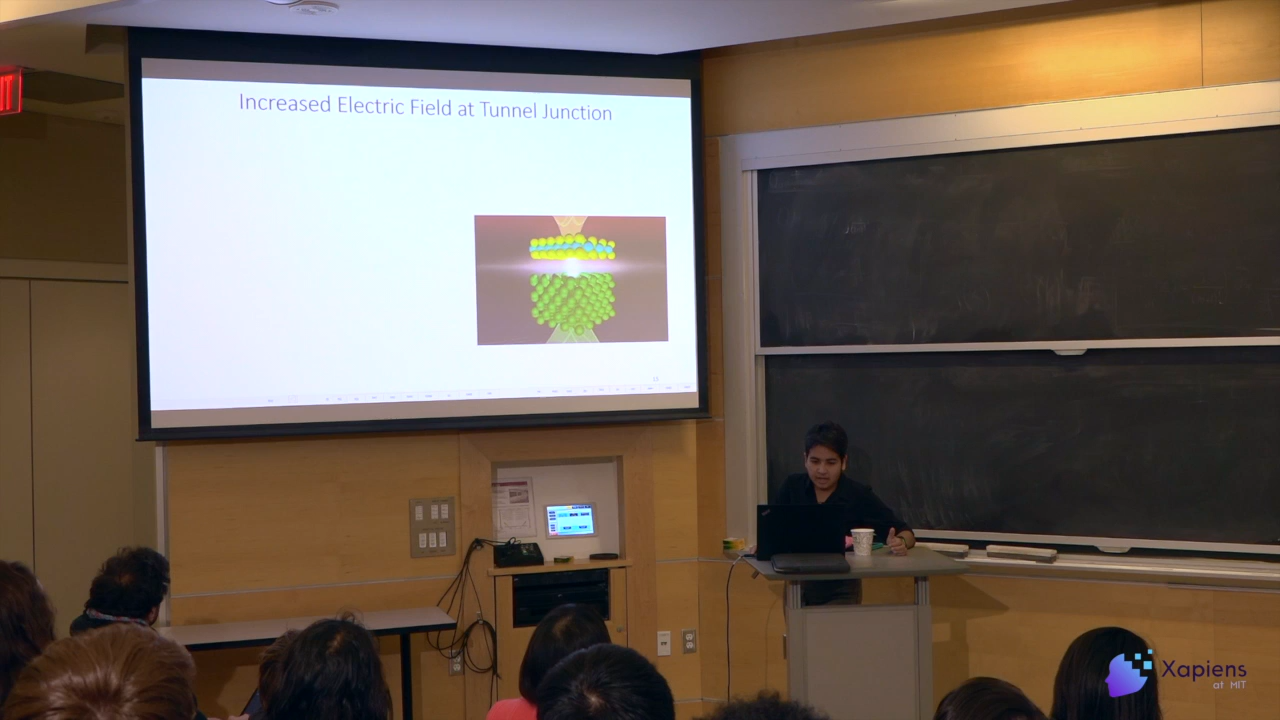 Increased Electric Field at Tunnel Junction
Xapiens
at MIT